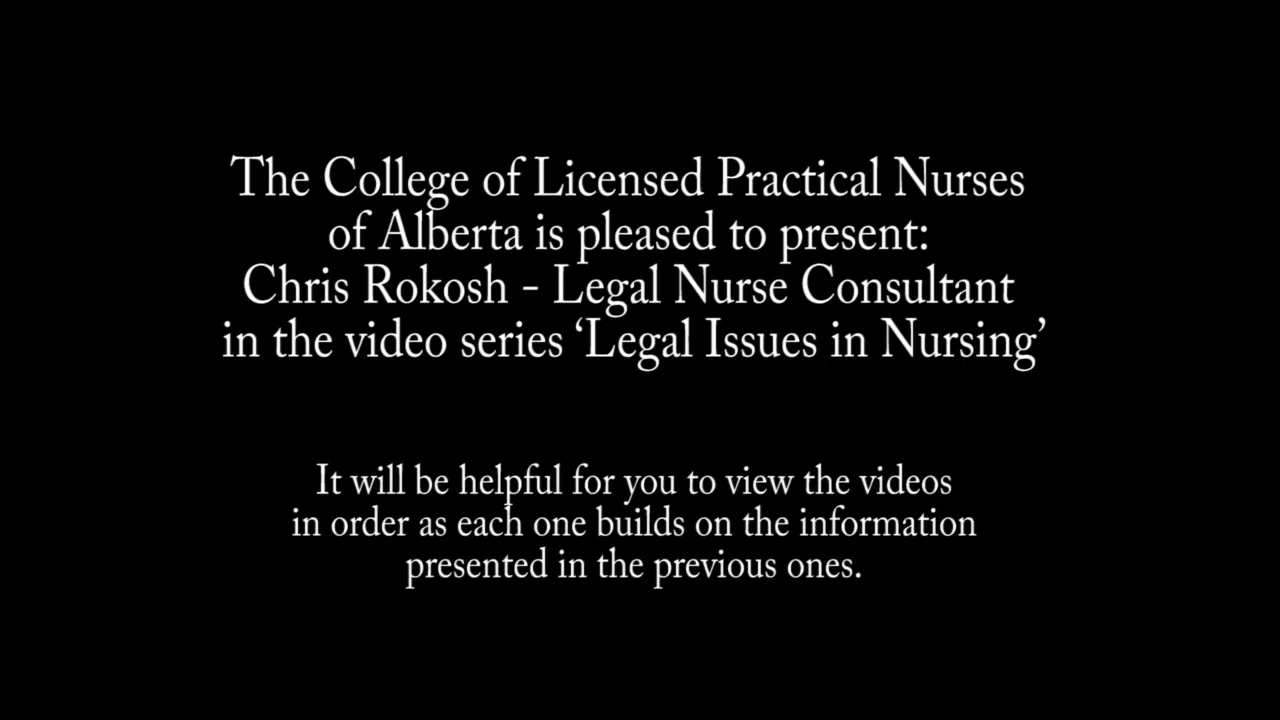 The College of Licensed Practical Nurses
of Alberta is pleased to present:
Chris Rokosh - Legal Nurse Consultant
in the video series ‘Legal Issues in Nursing’
It will be helpful for you to view the videos
in order as each one builds on the information
presented in the previous ones.